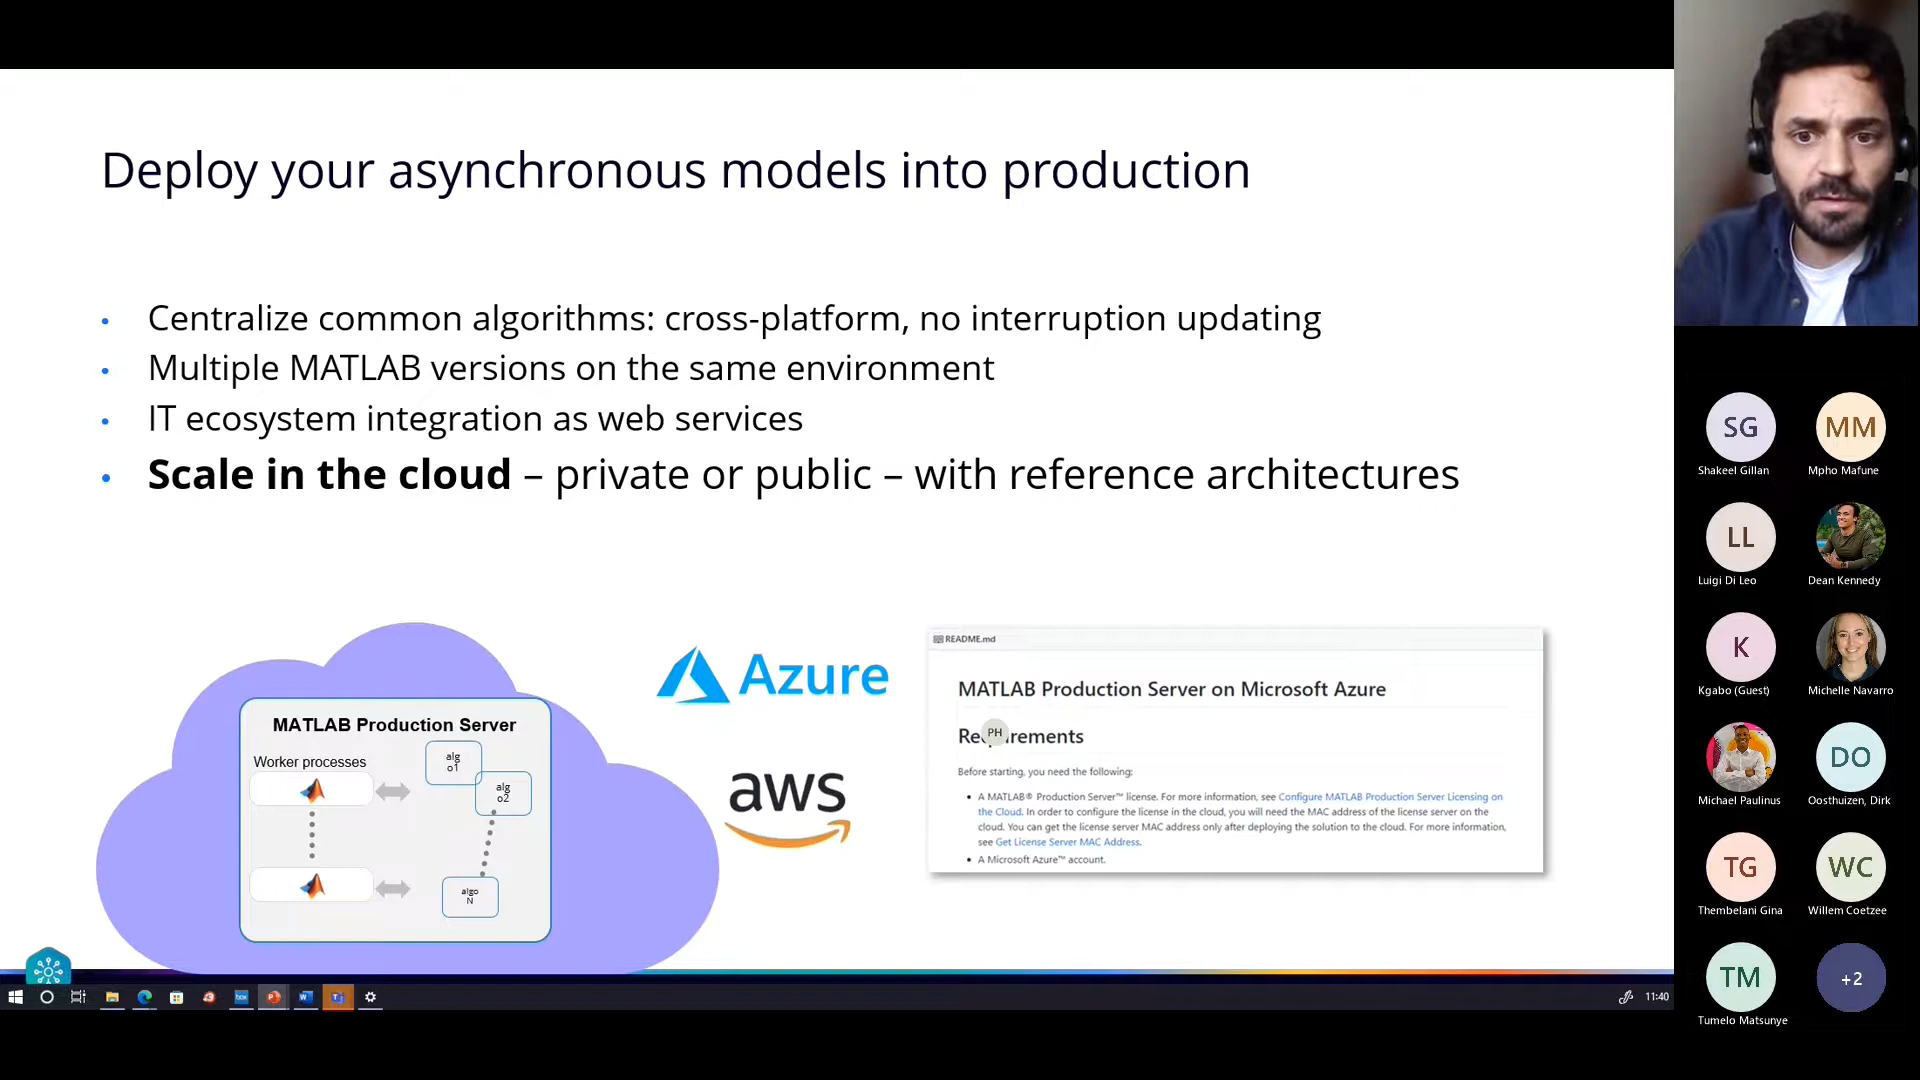 Deploy your asynchronous models into production
• Centralize common algorithms: cross-platform, no interruption updating
• Multiple MATLAB versions on the same environment
• IT ecosystem integration as web services
• Scale in the cloud – private or public – with reference architectures
MATLAB Production Server
Worker processes
alg
o1
alg
o2
algo
N
Azure
aws
README.md
MATLAB Production Server on Microsoft Azure
PH
Before starting, you need the following:
• A MATLAB® Production Server™ license. For more information, see Configure MATLAB Production Server Licensing on
the Cloud. In order to configure the license in the cloud, you will need the MAC address of the license server on the
cloud. You can get the license server MAC address only after deploying the solution to the cloud. For more information,
see Get License Server MAC Address.
• A Microsoft Azure™ account.
11:40
SG
Shakeel Gillan
MM
Mpho Mafune
LL
Luigi Di Leo
Dean Kennedy
K
Kgabo (Guest)
Michelle Navarro
Michael Paulinus
DO
Oosthuizen, Dirk
TG
Thembelani Gina
WC
Willem Coetzee
TM
Tumelo Matsunye
+2